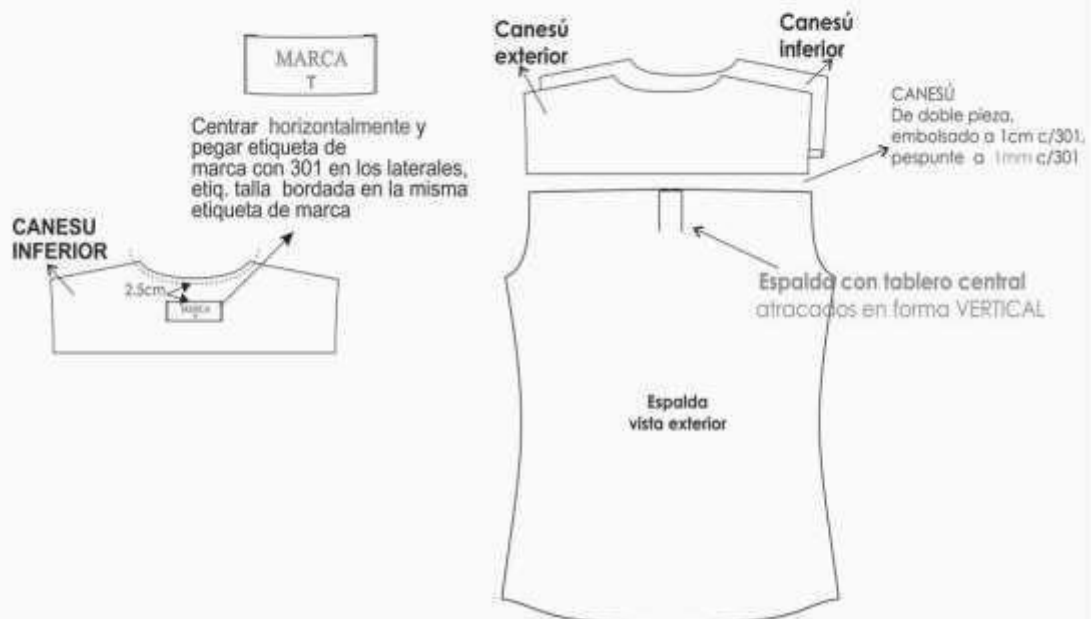 MARCA
T
Centrar horizontalmente y
pegar etiqueta de
marca con 301 en los laterales,
etiq. talla bordada en la misma
etiqueta de marca
CANESU
INFERIOR
2.5cm
MARCA
T
Canesú
exterior
Canesú
inferior
CANESÚ
De doble pieza,
embolsado a 1cm c/301,
pespunte a 1mm c/301
Espalda con tablero central
atracados en forma VERTICAL
Espalda
vista exterior